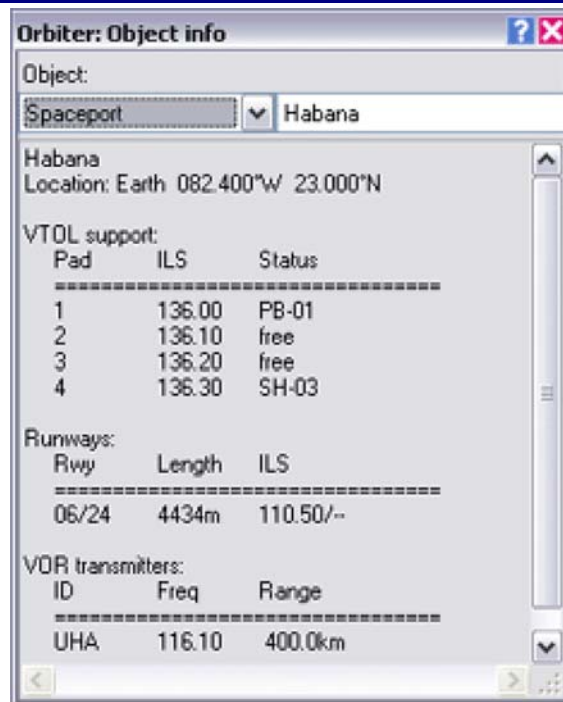 Orbiter: Object info
Object:
Spaceport Habana
Habana
Location: Earth 082.400°W 23.000°N
VTOL support:
Pad ILS Status
=================================
1 136.00 PB-01
2 136.10 free
3 136.20 free
4 136.30 SH-03
Runways:
Rwy Length ILS
=================================
06/24 4434m 110.50/--
VOR transmitters:
ID Freq Range
=================================
UHA 116.10 400.0km